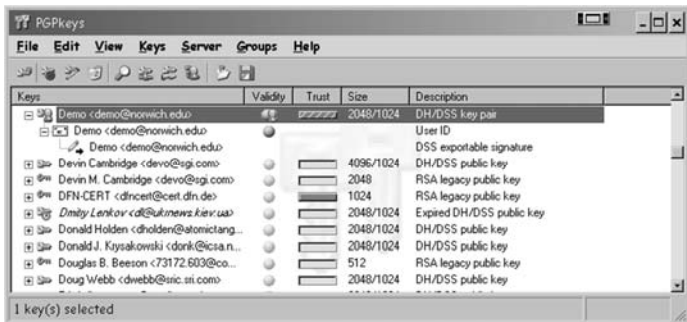 PGPkeys
File Edit View Keys Server Groups Help
Keys Validity Trust Size Description
Demo <demo@norwich.edu> 2048/1024 DH/DSS key pair
Demo <demo@norwich.edu> User ID
Demo <demo@norwich.edu> DSS exportable signature
Devin Cambridge <devo@sgi.com> 4096/1024 DH/DSS public key
Devin M. Cambridge <devo@sgi.com> 2048 RSA legacy public key
DFN-CERT <dfncert@cert.dfn.de> 1024 RSA legacy public key
Dmitry Lenkov <dl@ukrnews.kiev.ua> 2048/1024 Expired DH/DSS public key
Donald Holden <dholden@atomictang... 2048/1024 DH/DSS public key
Donald J. Krysakowski <donk@icsa.n... 2048/1024 DH/DSS public key
Douglas B. Beeson <73172.603@co... 512 RSA legacy public key
Doug Webb <dwebb@sric.sri.com> 2048/1024 DH/DSS public key
1 key(s) selected